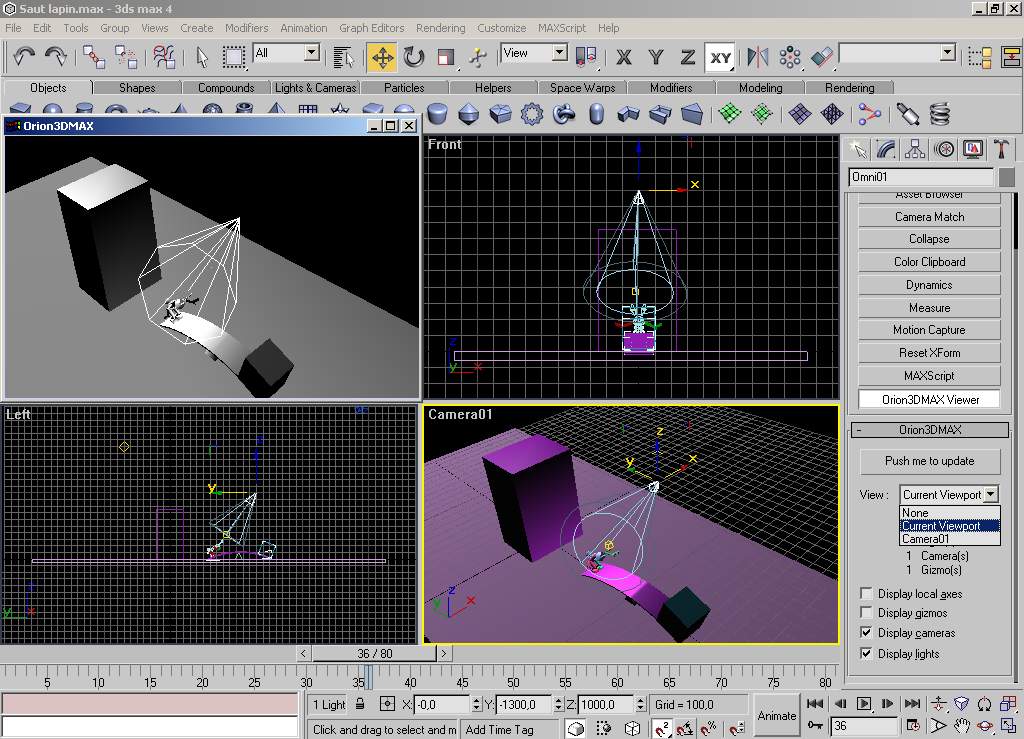 Saut lapin.max - 3ds max 4
File Edit Tools Group Views Create Modifiers Animation Graph Editors Rendering Customize MAXScript Help
All
View
X Y Z XY
Objects Shapes Compounds Lights & Cameras Particles Helpers Space Warps Modifiers Modeling Rendering
Orion3DMAX
Front
z
x
z
y x
Left
y
z
y x
Camera01
z
y x
z
y x
Omni01
Asset Browser
Camera Match
Collapse
Color Clipboard
Dynamics
Measure
Motion Capture
Reset XForm
MAXScript
Orion3DMAX Viewer
- Orion3DMAX
Push me to update
View : Current Viewport
None
Current Viewport
Camera01
1 Camera(s)
1 Gizmo(s)
Display local axes
Display gizmos
Display cameras
Display lights
< 36 / 80 >
5 10 15 20 25 30 35 40 45 50 55 60 65 70 75 80
1 Light X: -0,0 Y: -1300,0 Z: 1000,0 Grid = 100,0
Animate
36
Click and drag to select and m Add Time Tag